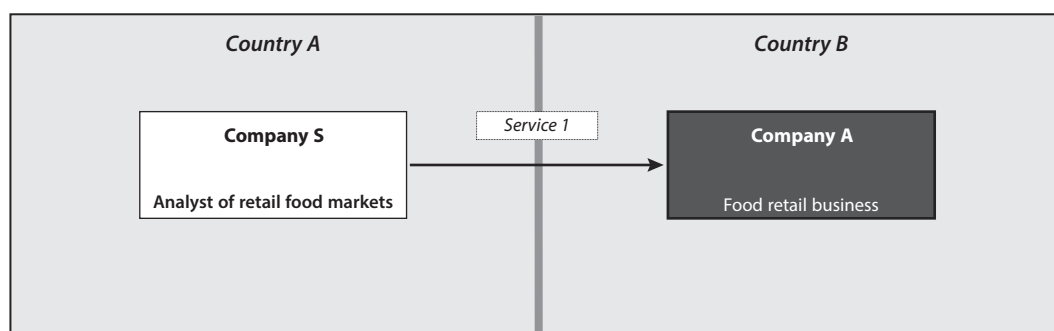 Country A
Country B
Service 1
Company S
Analyst of retail food markets
Company A
Food retail business